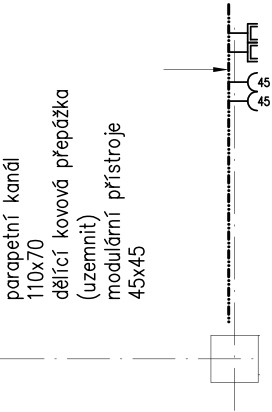 parapetní kanál
110x70
dělící kovová přepážka
(uzemnit)
modulární přístroje
45x45
45
45